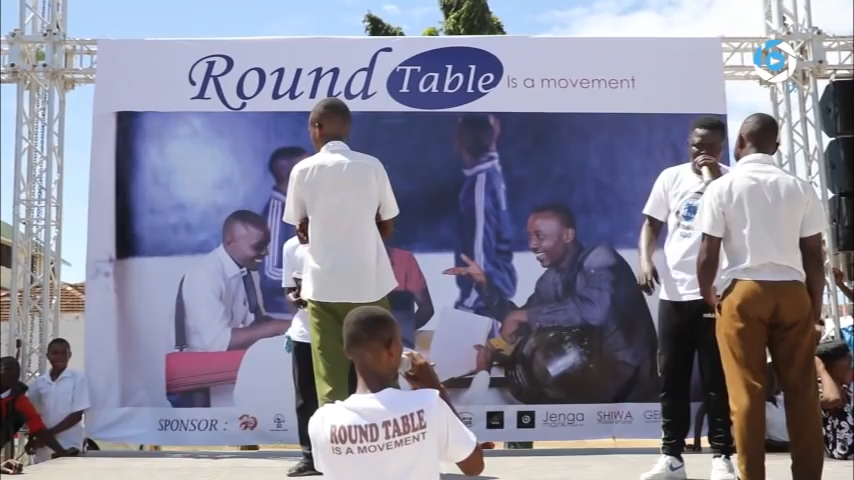 Round Table Is a movement
SPONSOR :
Jenga
SHIWA
ROUND TABLE
IS A MOVEMENT